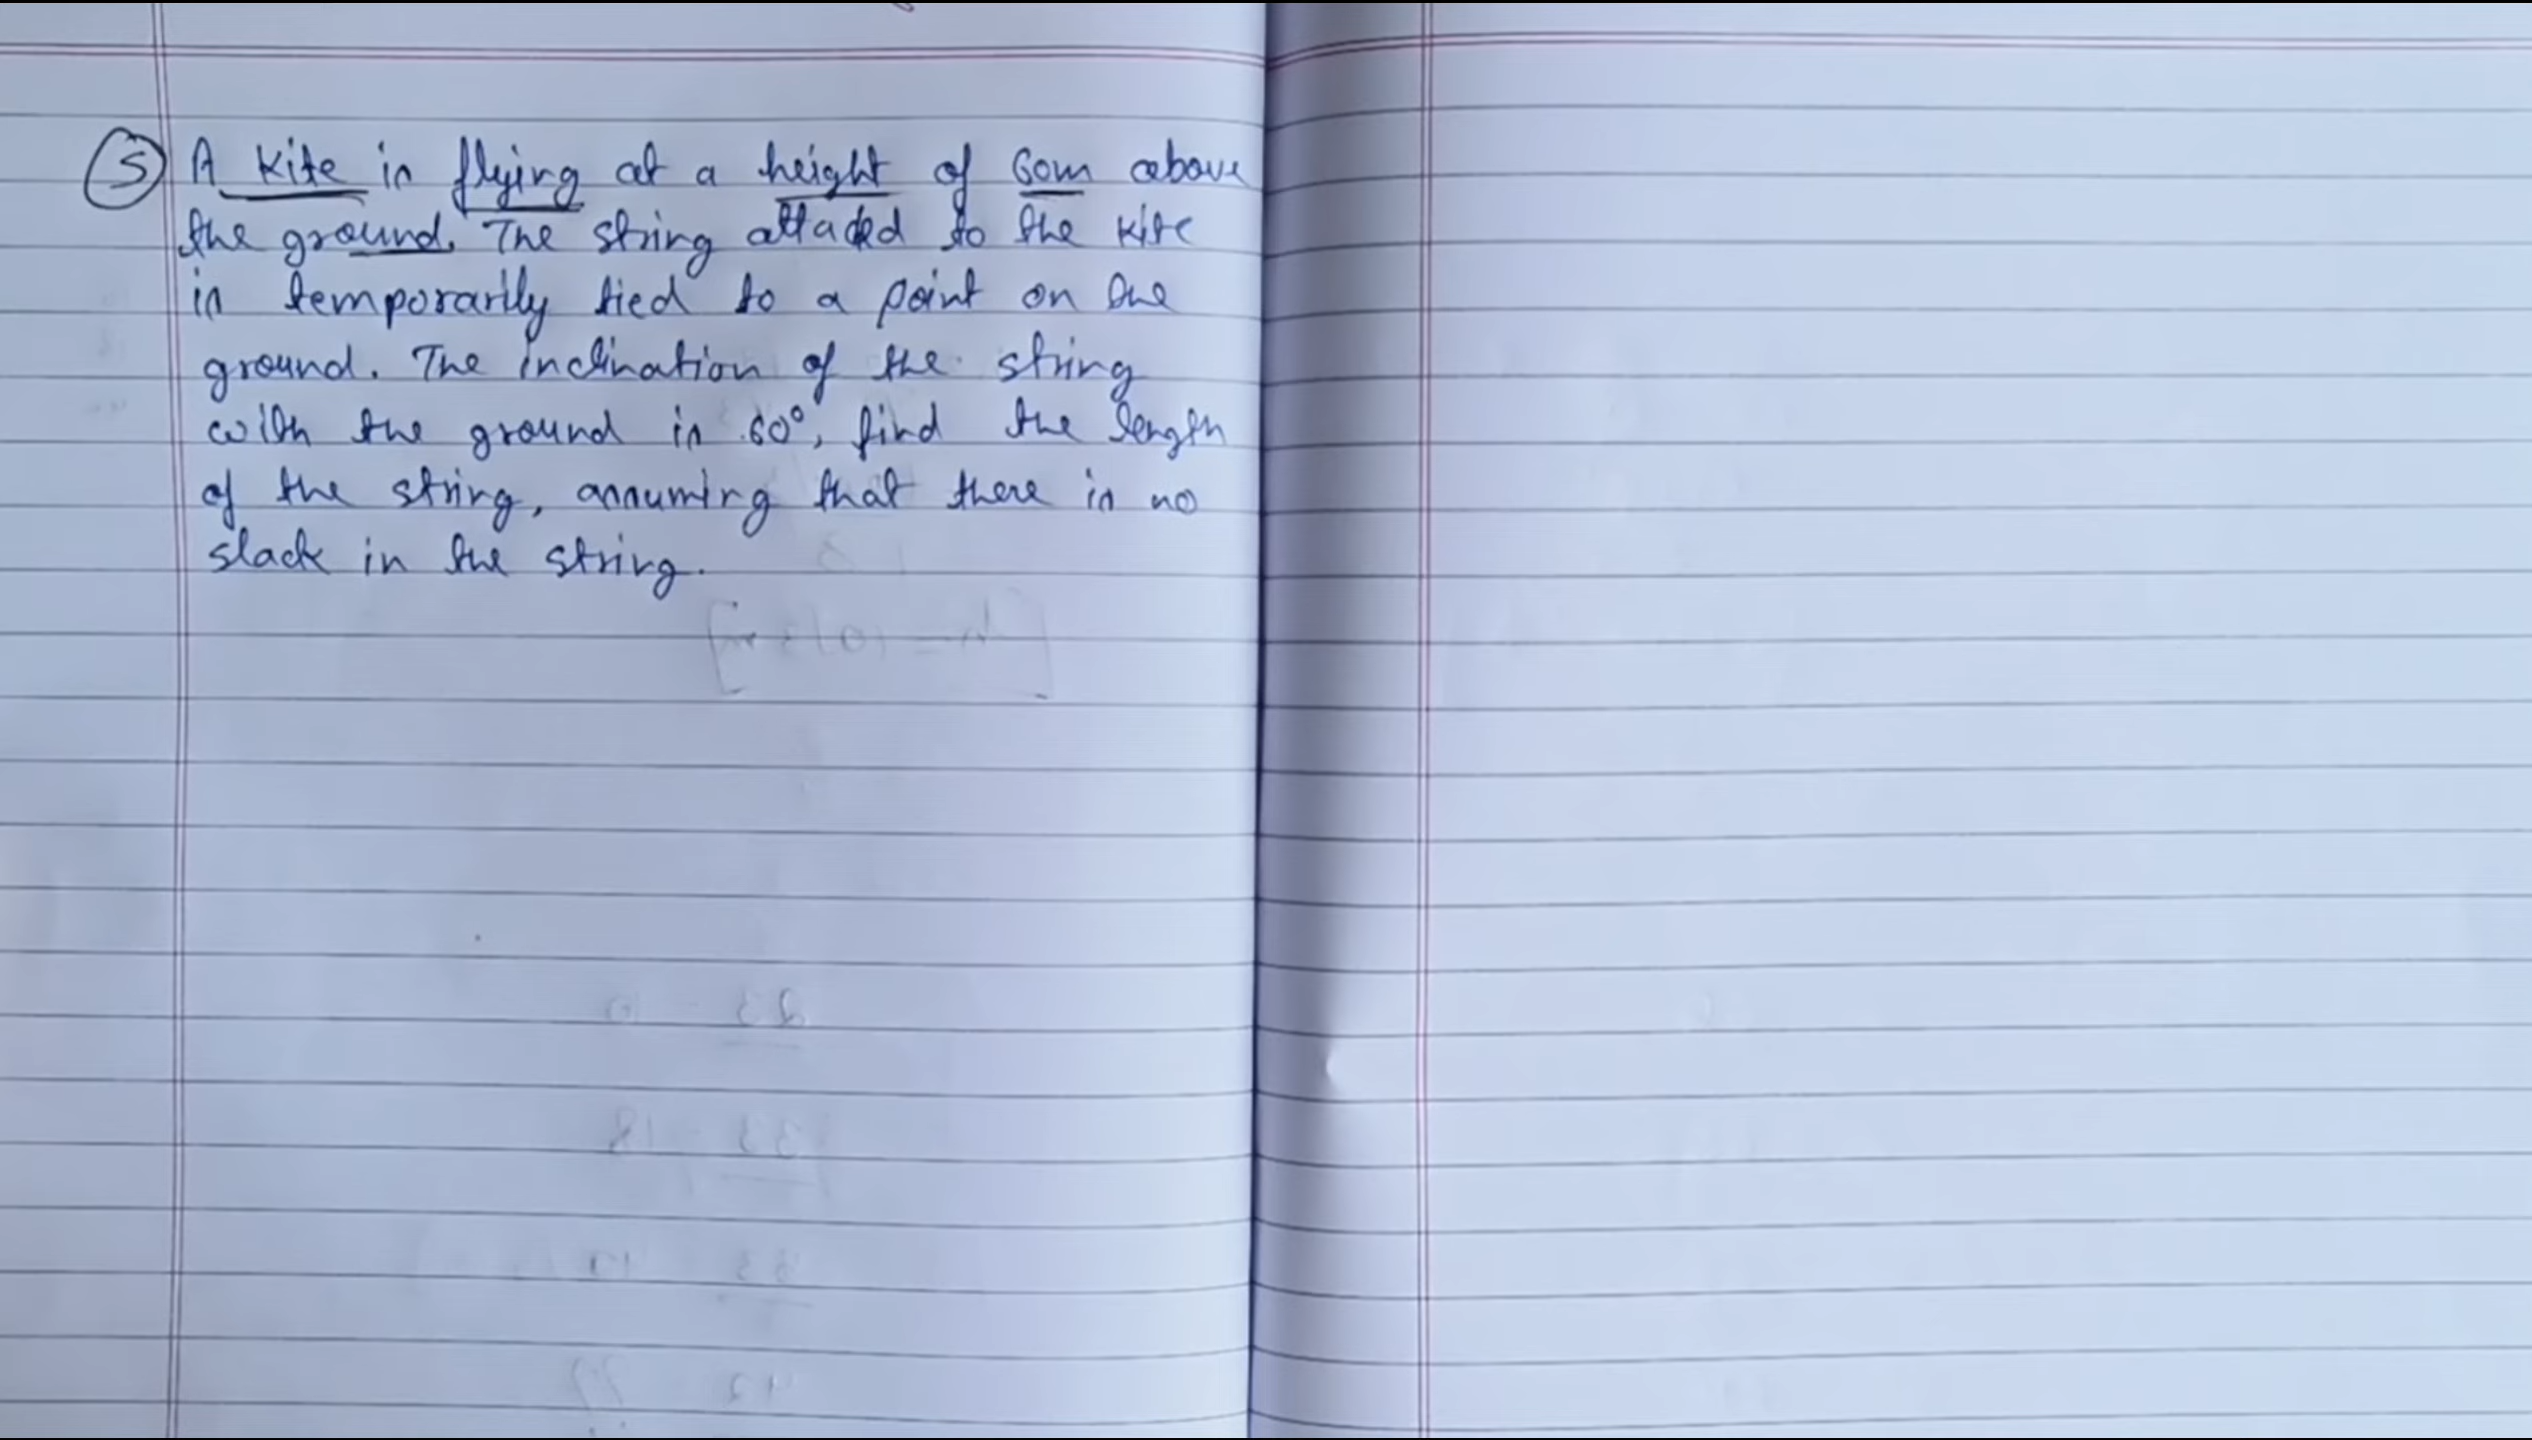 5 A kite is flying at a height of 60m above
the ground. The string attached to the kite
is temporarily tied to a point on the
ground. The inclination of the string
with the ground is 60°, find the length
of the string, assuming that there is no
slack in the string.